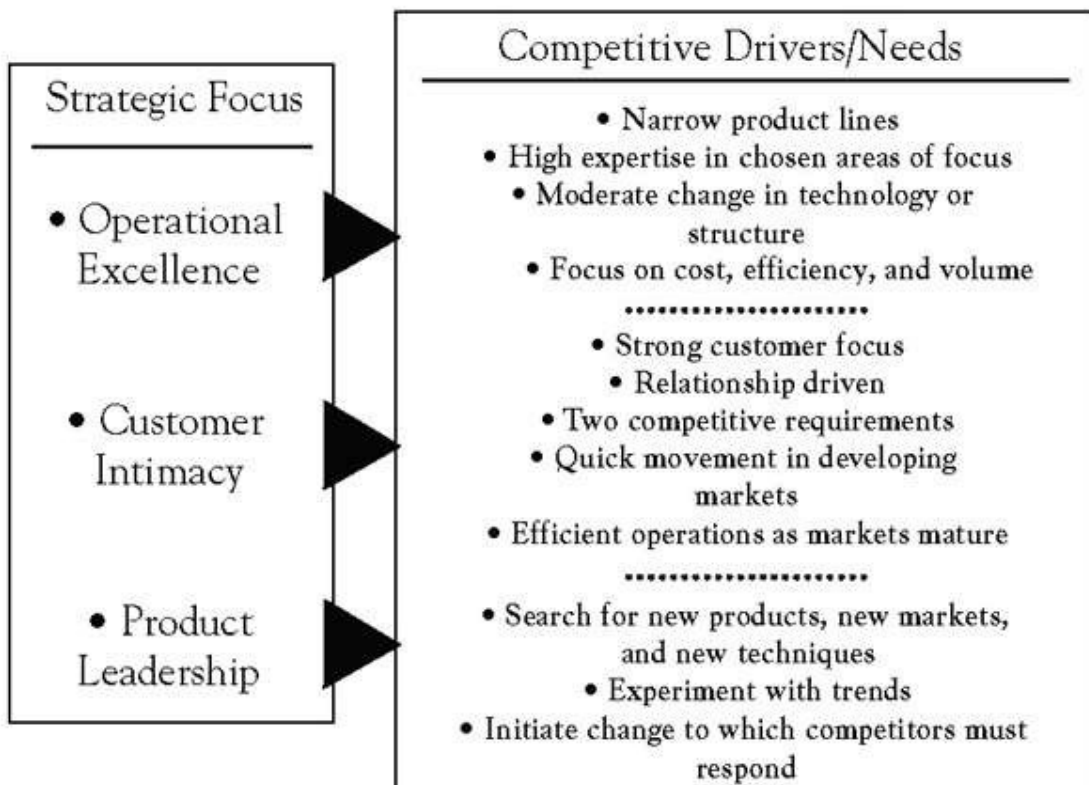 Strategic Focus
• Operational
Excellence
• Customer
Intimacy
• Product
Leadership
Competitive Drivers/Needs
• Narrow product lines
• High expertise in chosen areas of focus
• Moderate change in technology or
structure
• Focus on cost, efficiency, and volume
• Strong customer focus
• Relationship driven
• Two competitive requirements
• Quick movement in developing
markets
• Efficient operations as markets mature
• Search for new products, new markets,
and new techniques
• Experiment with trends
• Initiate change to which competitors must
respond